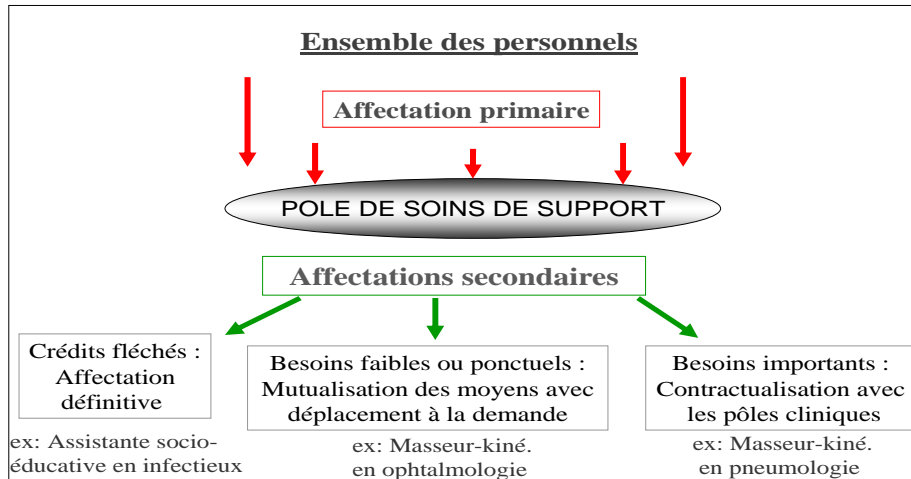 Ensemble des personnels
Affectation primaire
POLE DE SOINS DE SUPPORT
Affectations secondaires
Crédits fléchés :
Affectation
définitive
ex: Assistante socio-
éducative en infectieux
Besoins faibles ou ponctuels :
Mutualisation des moyens avec
déplacement à la demande
ex: Masseur-kiné.
en ophtalmologie
Besoins importants :
Contractualisation avec
les pôles cliniques
ex: Masseur-kiné.
en pneumologie